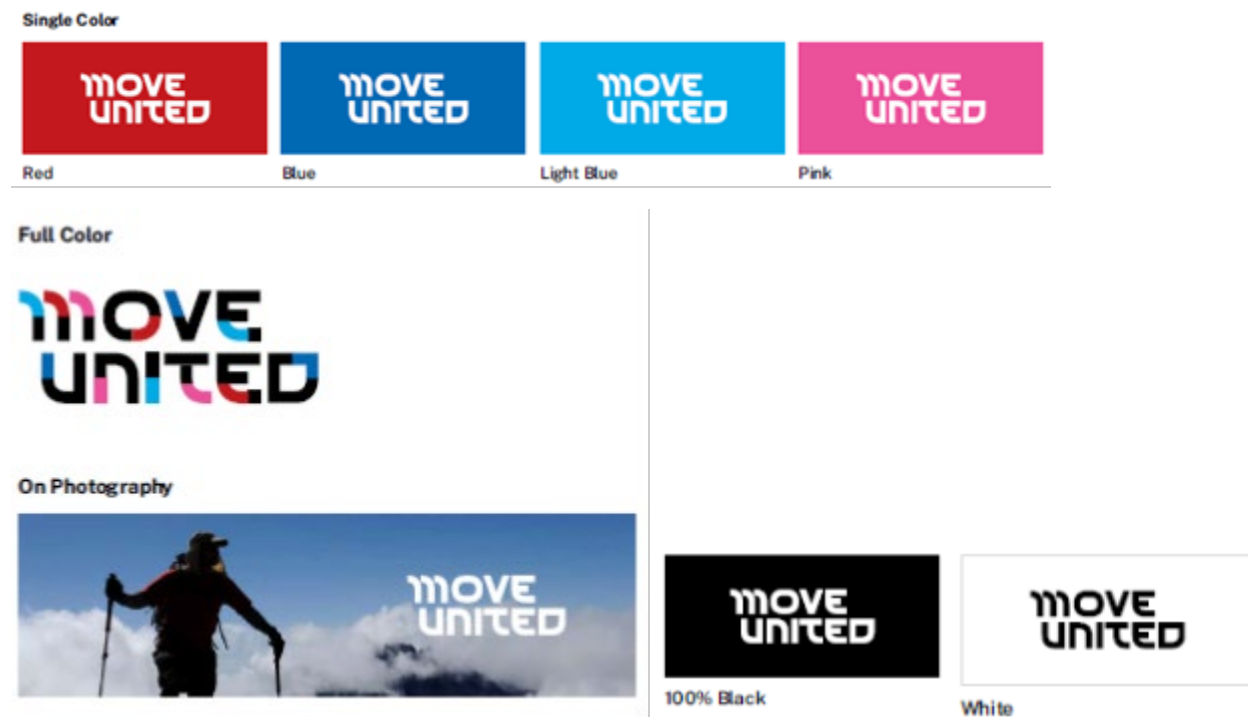 Single Color
MOVE
UNITED
MOVE
UNITED
MOVE
UNITED
MOVE
UNITED
Red
Blue
Light Blue
Pink
Full Color
MOVE
UNITED
On Photography
MOVE
UNITED
MOVE
UNITED
MOVE
UNITED
100% Black
White